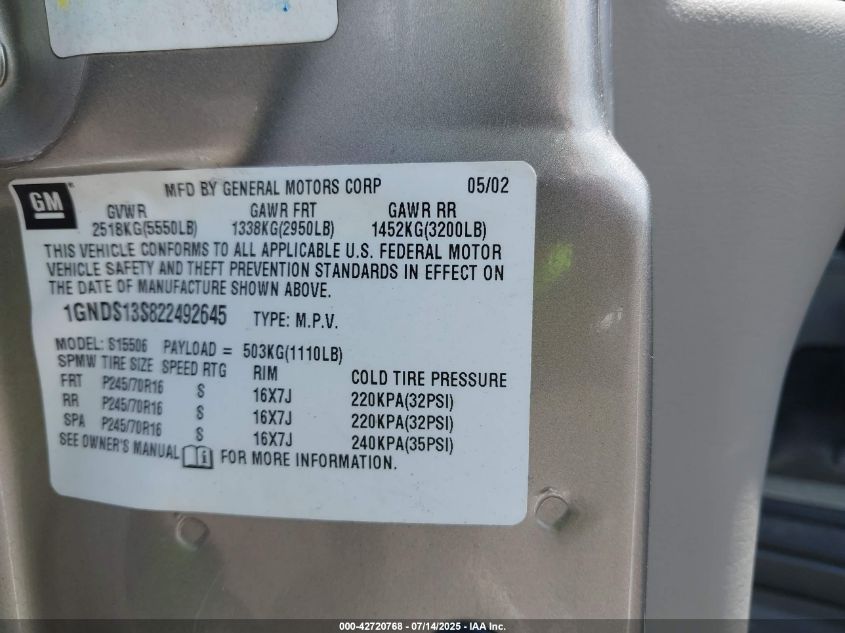 GM
MFD BY GENERAL MOTORS CORP 05/02
GVWR GAWR FRT GAWR RR
2518KG(5550LB) 1338KG(2950LB) 1452KG(3200LB)
THIS VEHICLE CONFORMS TO ALL APPLICABLE U.S. FEDERAL MOTOR
VEHICLE SAFETY AND THEFT PREVENTION STANDARDS IN EFFECT ON
THE DATE OF MANUFACTURE SHOWN ABOVE.
1GNDS13S822492645 TYPE: M.P.V.
MODEL: S15506 PAYLOAD = 503KG(1110LB)
SPMW TIRE SIZE SPEED RTG RIM COLD TIRE PRESSURE
FRT P245/70R16 S 16X7J 220KPA(32PSI)
RR P245/70R16 S 16X7J 220KPA(32PSI)
SPA P245/70R16 S 16X7J 240KPA(35PSI)
SEE OWNER'S MANUAL i FOR MORE INFORMATION.
000-42720768 - 07/14/2025 - IAA Inc.